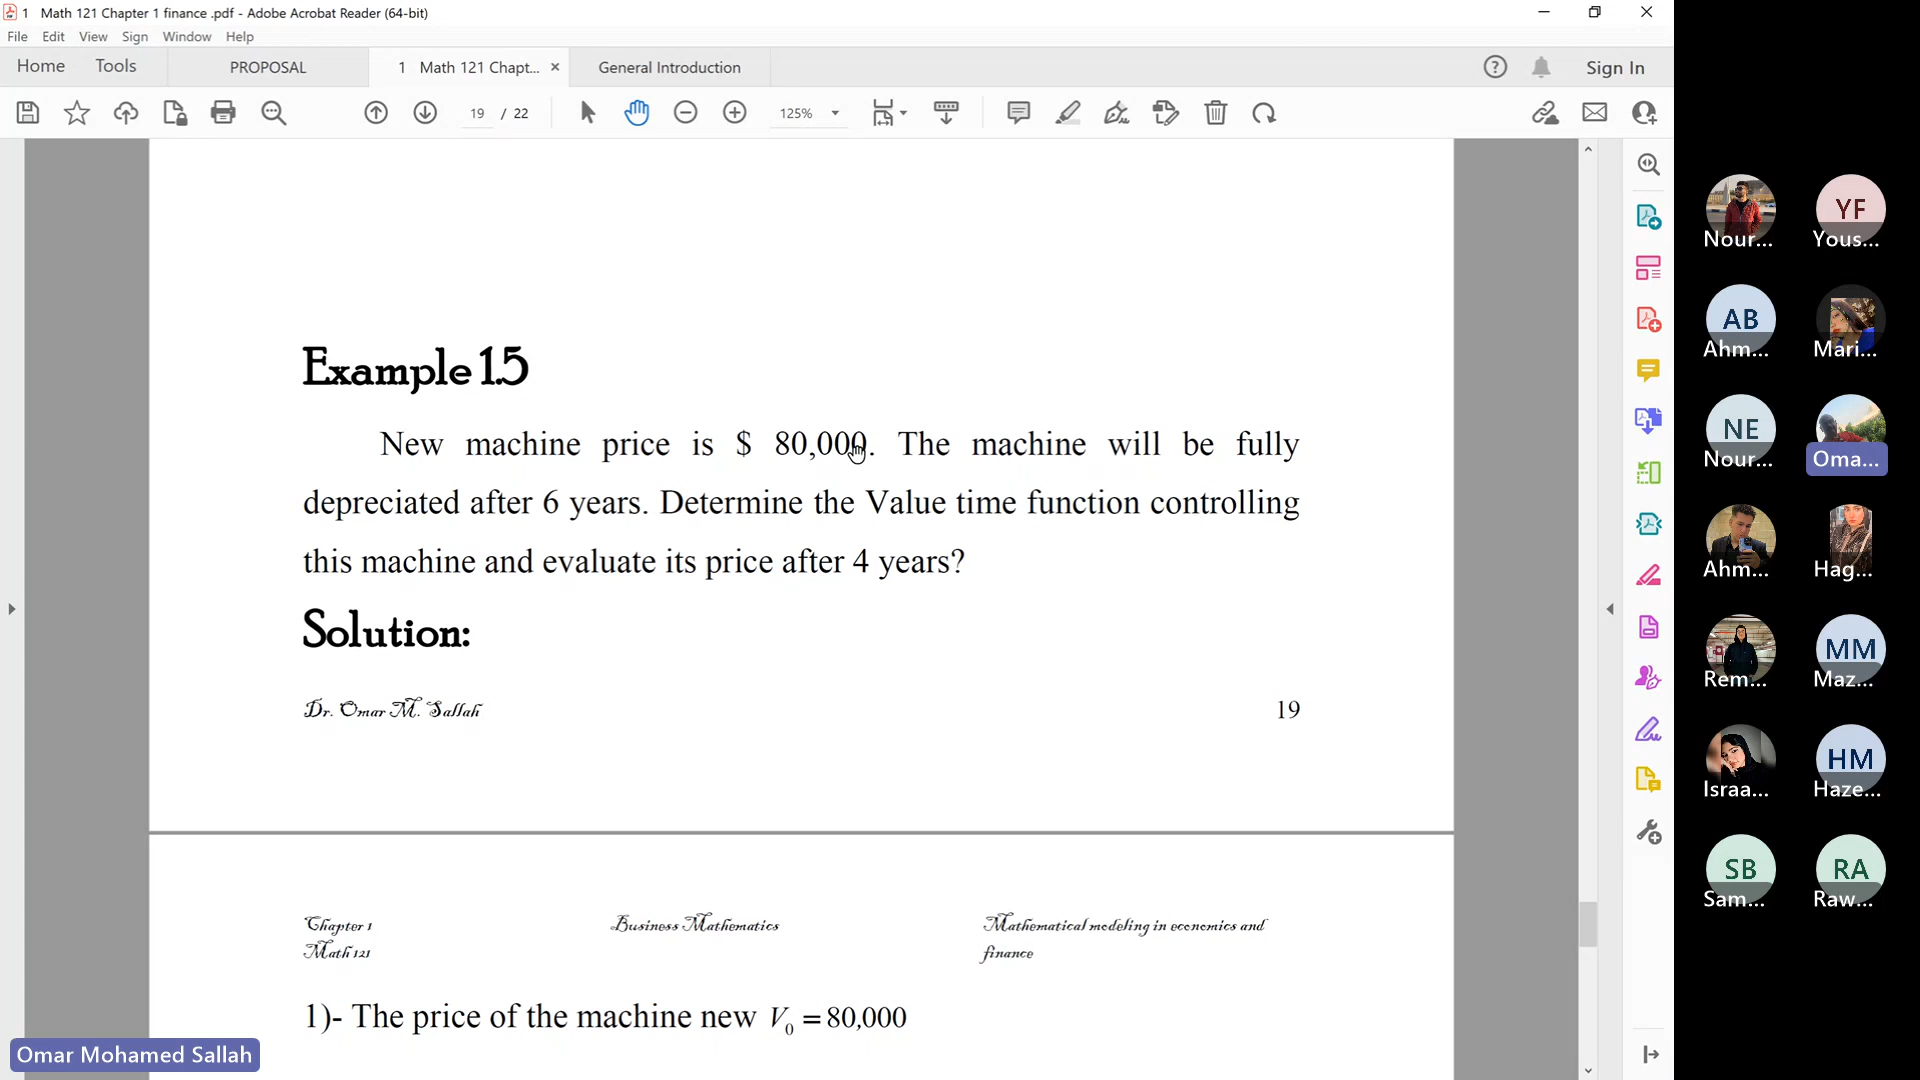 1 Math 121 Chapter 1 finance .pdf - Adobe Acrobat Reader (64-bit)
File Edit View Sign Window Help
Home Tools PROPOSAL 1 Math 121 Chapt... × General Introduction Sign In
19 / 22 125%
Example 1.5
New machine price is $ 80,000. The machine will be fully
depreciated after 6 years. Determine the Value time function controlling
this machine and evaluate its price after 4 years?
Solution:
Dr. Omar M. Sallah 19
Chapter 1 Business Mathematics Mathematical modeling in economics and
Math 121 finance
1)- The price of the machine new V₀ = 80,000
Omar Mohamed Sallah
YF
Nour... Yous...
AB
Ahm... Mari...
NE
Nour... Oma...
Ahm... Hag...
MM
Rem... Maz...
HM
Israa... Haze...
SB RA
Sam... Raw...